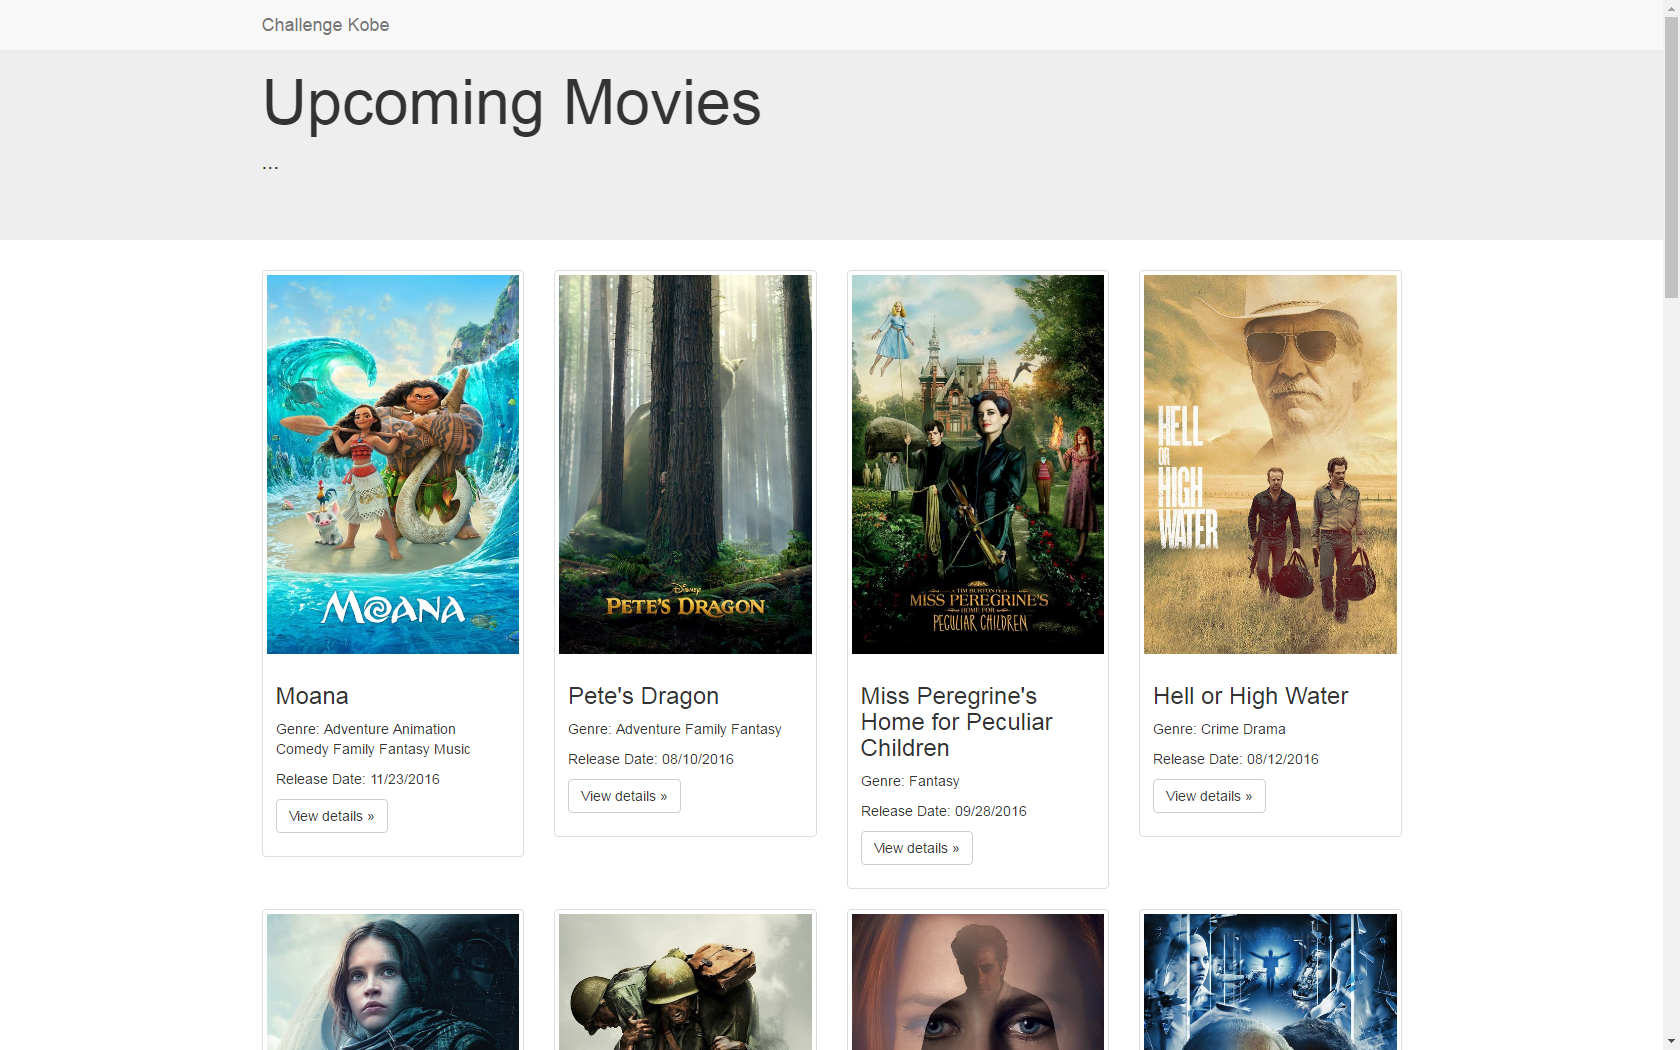 Challenge Kobe
Upcoming Movies
...
MOANA
Disney
PETE'S DRAGON
A TIM BURTON FILM
MISS PEREGRINE'S
HOME FOR
PECULIAR CHILDREN
HELL
OR
HIGH
WATER
Moana
Genre: Adventure Animation
Comedy Family Fantasy Music
Release Date: 11/23/2016
View details »
Pete's Dragon
Genre: Adventure Family Fantasy
Release Date: 08/10/2016
View details »
Miss Peregrine's
Home for Peculiar
Children
Genre: Fantasy
Release Date: 09/28/2016
View details »
Hell or High Water
Genre: Crime Drama
Release Date: 08/12/2016
View details »